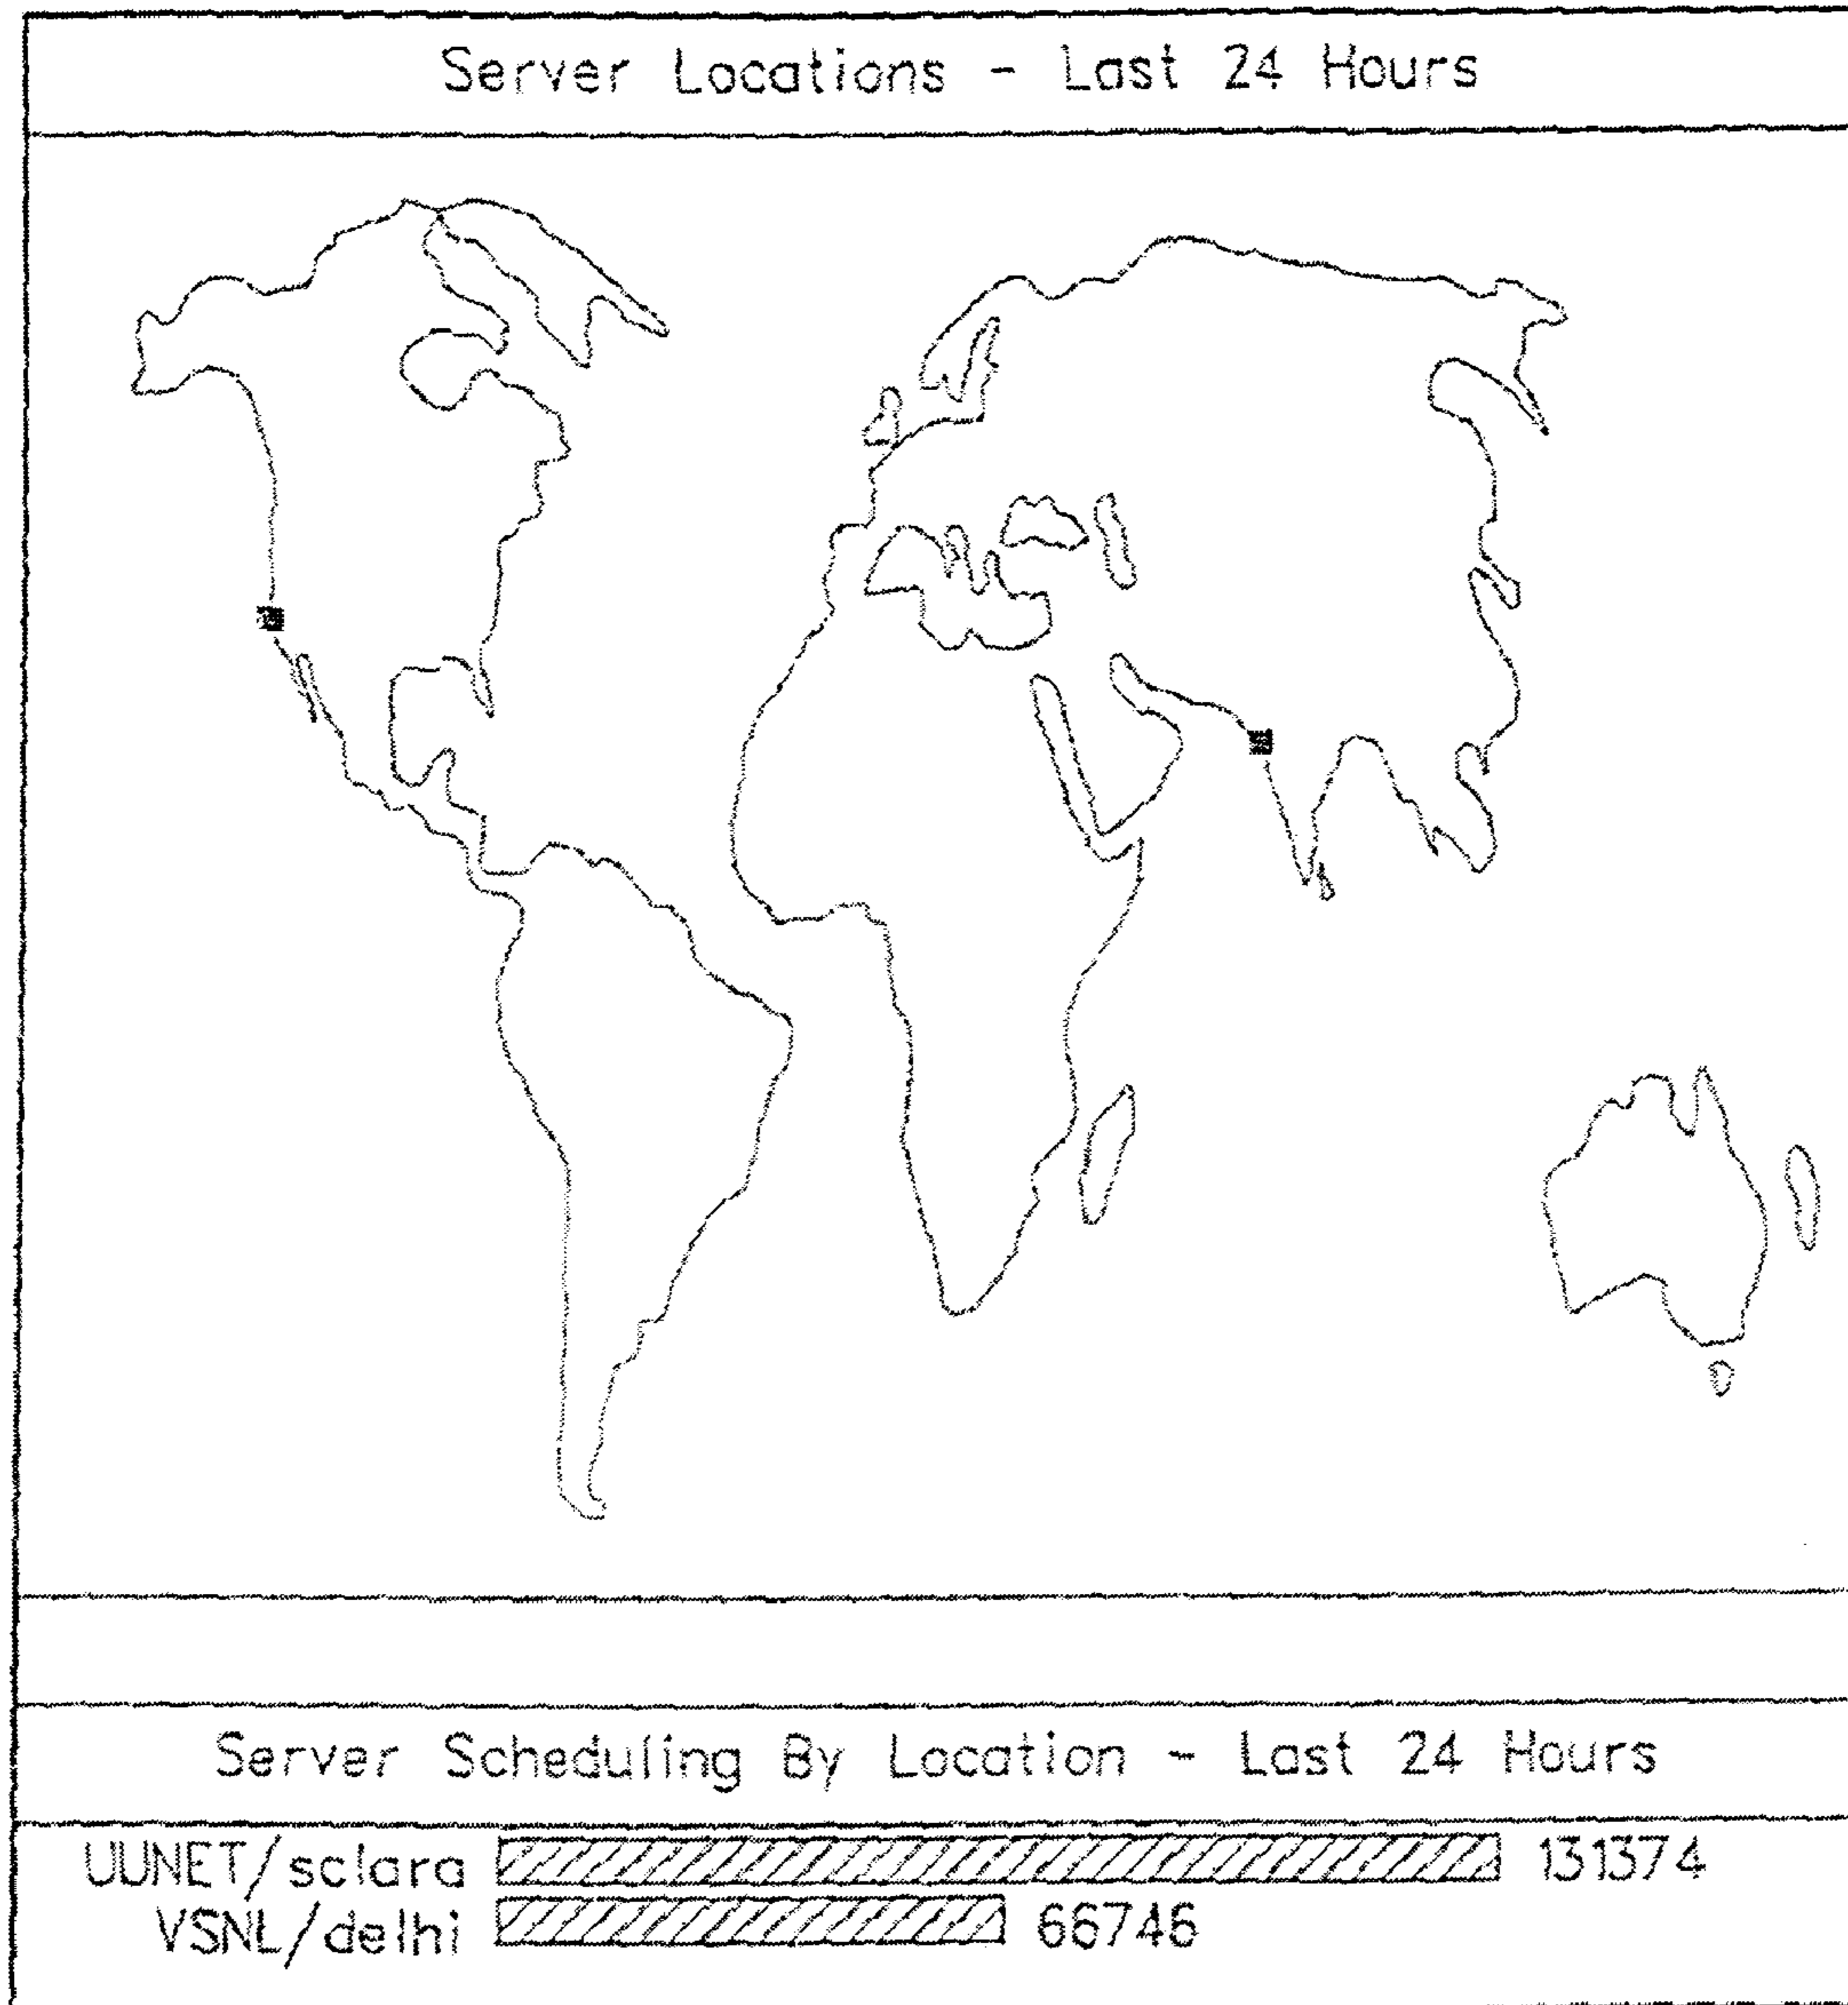 Server Locations - Last 24 Hours
Server Scheduling By Location - Last 24 Hours
UUNET/sclara 131374
VSNL/delhi 66746